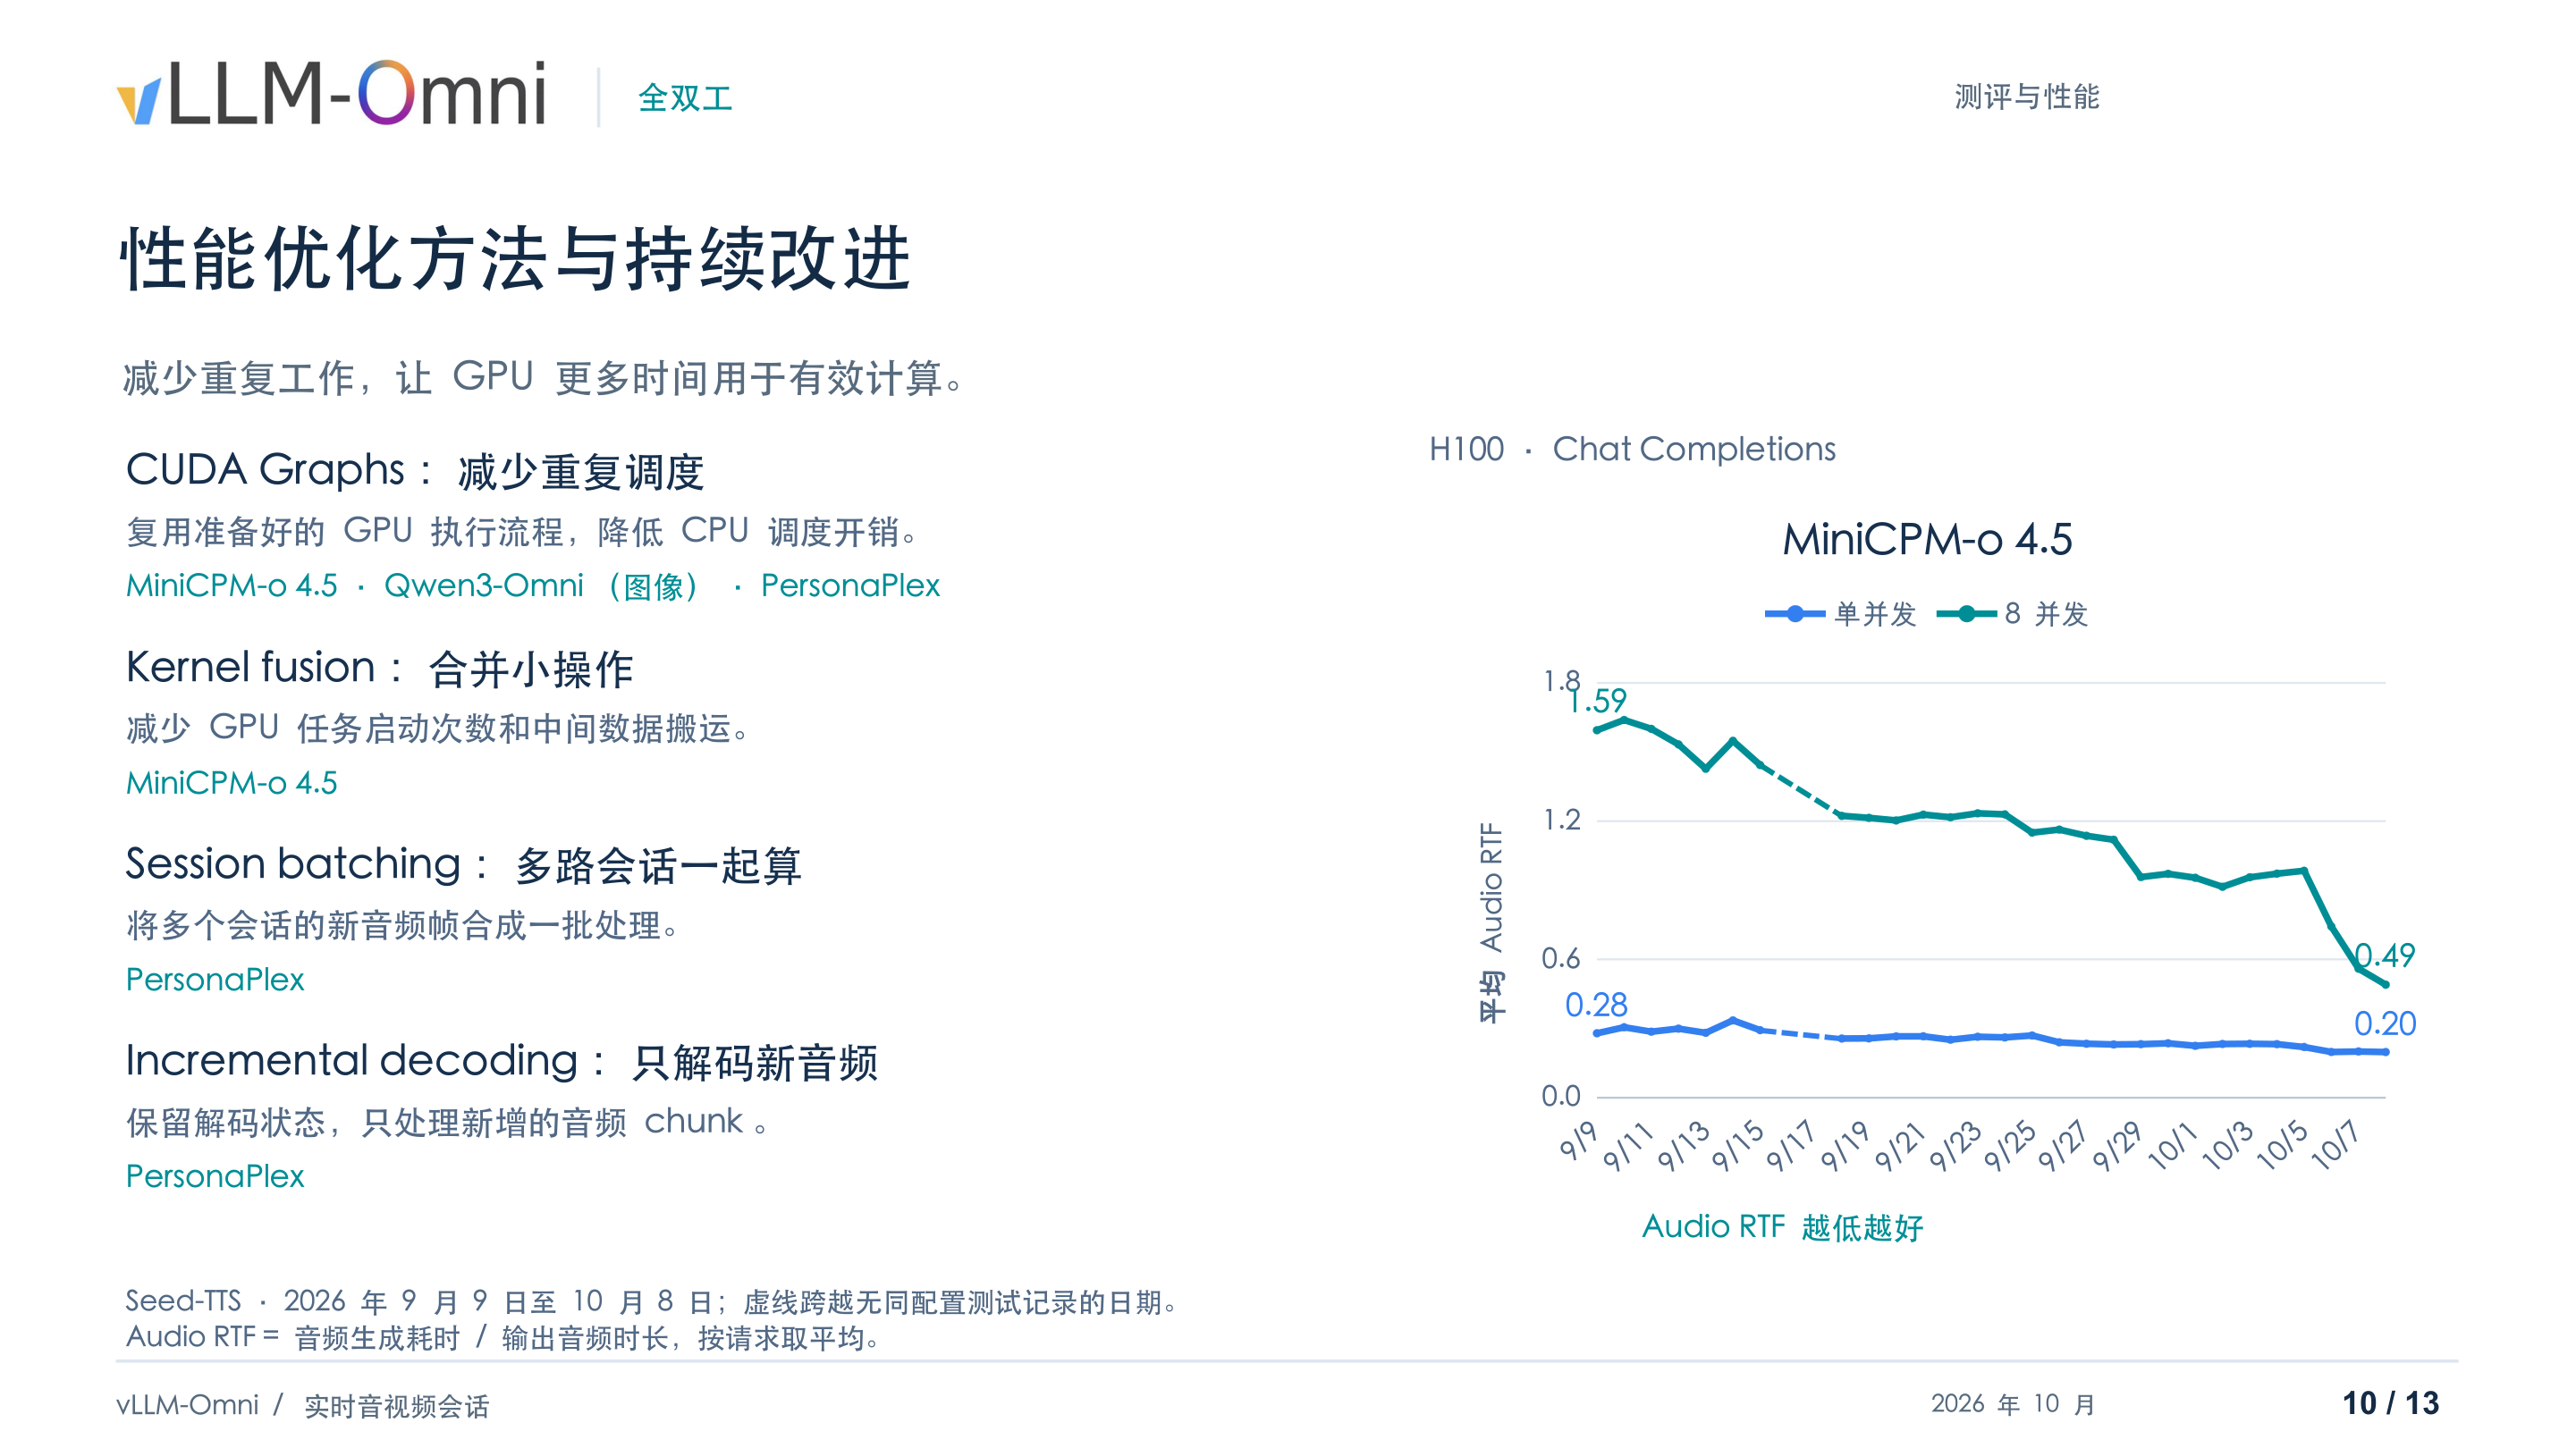 vLLM-Omni
全双工
测评与性能
性能优化方法与持续改进
减少重复工作，让 GPU 更多时间用于有效计算。
CUDA Graphs：减少重复调度
复用准备好的 GPU 执行流程，降低 CPU 调度开销。
MiniCPM-o 4.5 · Qwen3-Omni（图像） · PersonaPlex
Kernel fusion：合并小操作
减少 GPU 任务启动次数和中间数据搬运。
MiniCPM-o 4.5
Session batching：多路会话一起算
将多个会话的新音频帧合成一批处理。
PersonaPlex
Incremental decoding：只解码新音频
保留解码状态，只处理新增的音频 chunk。
PersonaPlex
H100 · Chat Completions
MiniCPM-o 4.5
单并发
8 并发
平均 Audio RTF
1.8
1.59
1.2
0.6
0.49
0.28
0.20
0.0
9/9
9/11
9/13
9/15
9/17
9/19
9/21
9/23
9/25
9/27
9/29
10/1
10/3
10/5
10/7
Audio RTF 越低越好
Seed-TTS · 2026 年 9 月 9 日至 10 月 8 日；虚线跨越无同配置测试记录的日期。
Audio RTF = 音频生成耗时 / 输出音频时长，按请求取平均。
vLLM-Omni / 实时音视频会话
2026 年 10 月
10 / 13